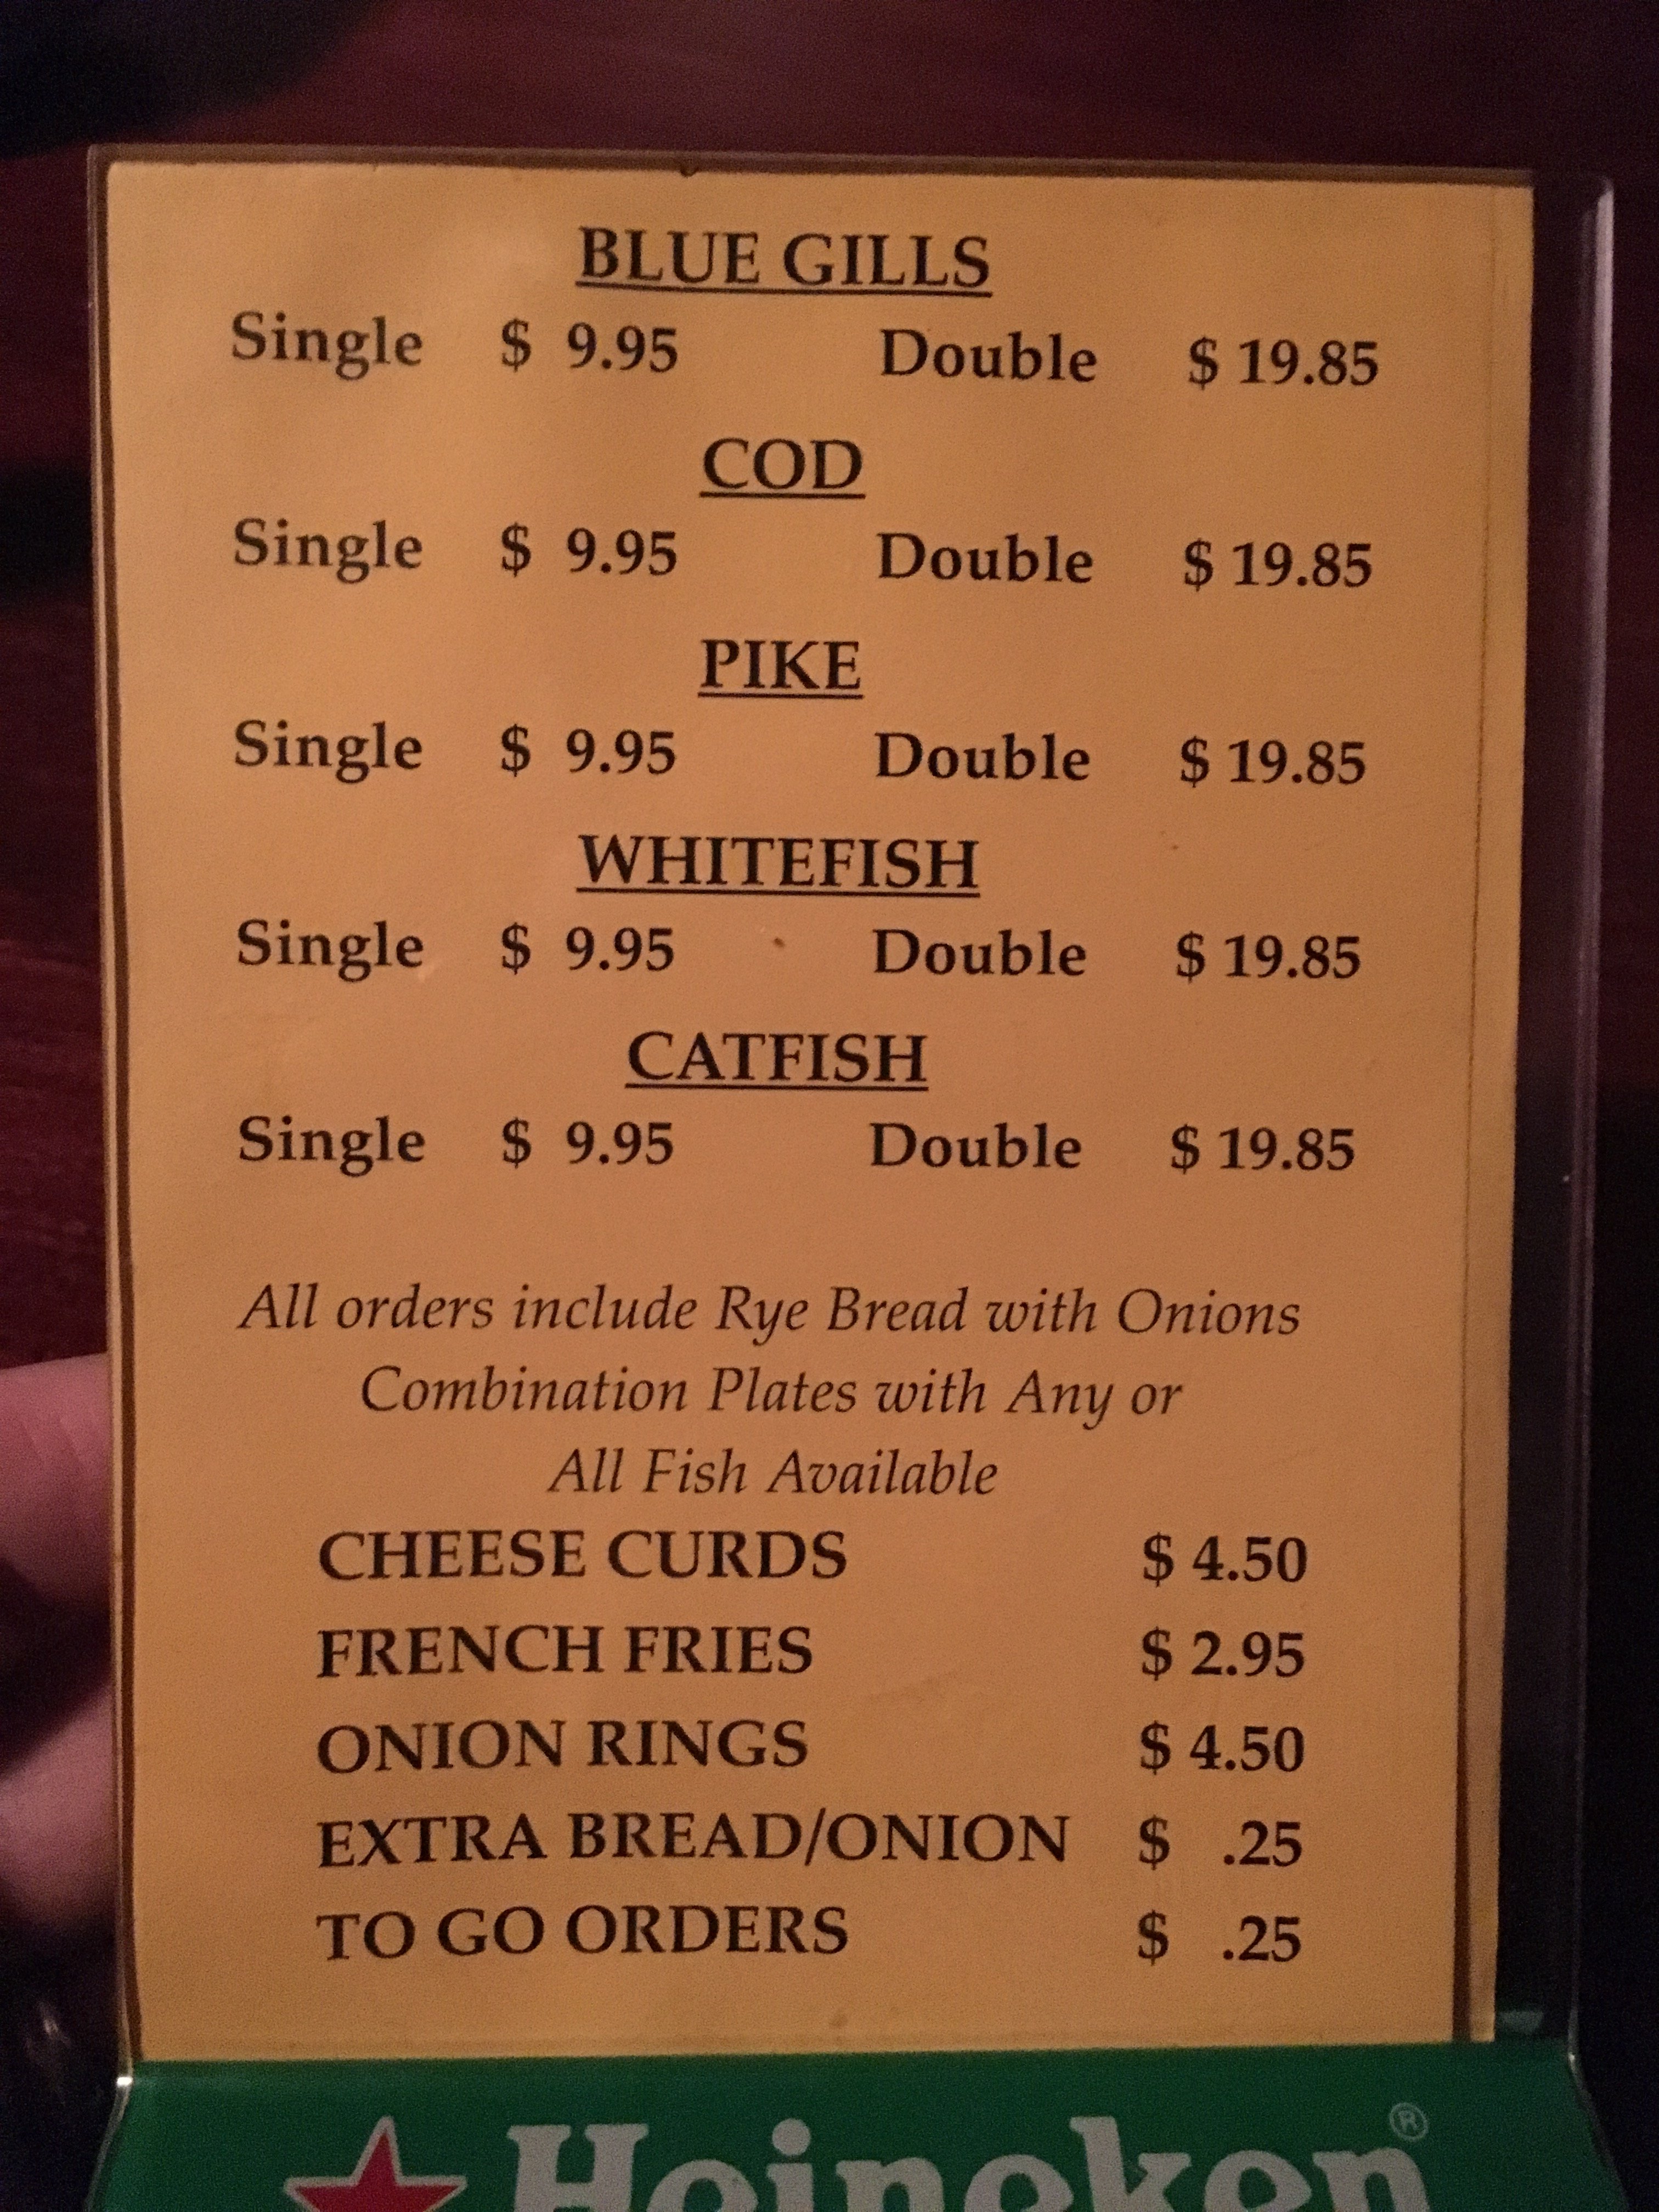 BLUE GILLS
Single $ 9.95 Double $ 19.85
COD
Single $ 9.95 Double $ 19.85
PIKE
Single $ 9.95 Double $ 19.85
WHITEFISH
Single $ 9.95 Double $ 19.85
CATFISH
Single $ 9.95 Double $ 19.85
All orders include Rye Bread with Onions
Combination Plates with Any or
All Fish Available
CHEESE CURDS $ 4.50
FRENCH FRIES $ 2.95
ONION RINGS $ 4.50
EXTRA BREAD/ONION $ .25
TO GO ORDERS $ .25
Heineken®